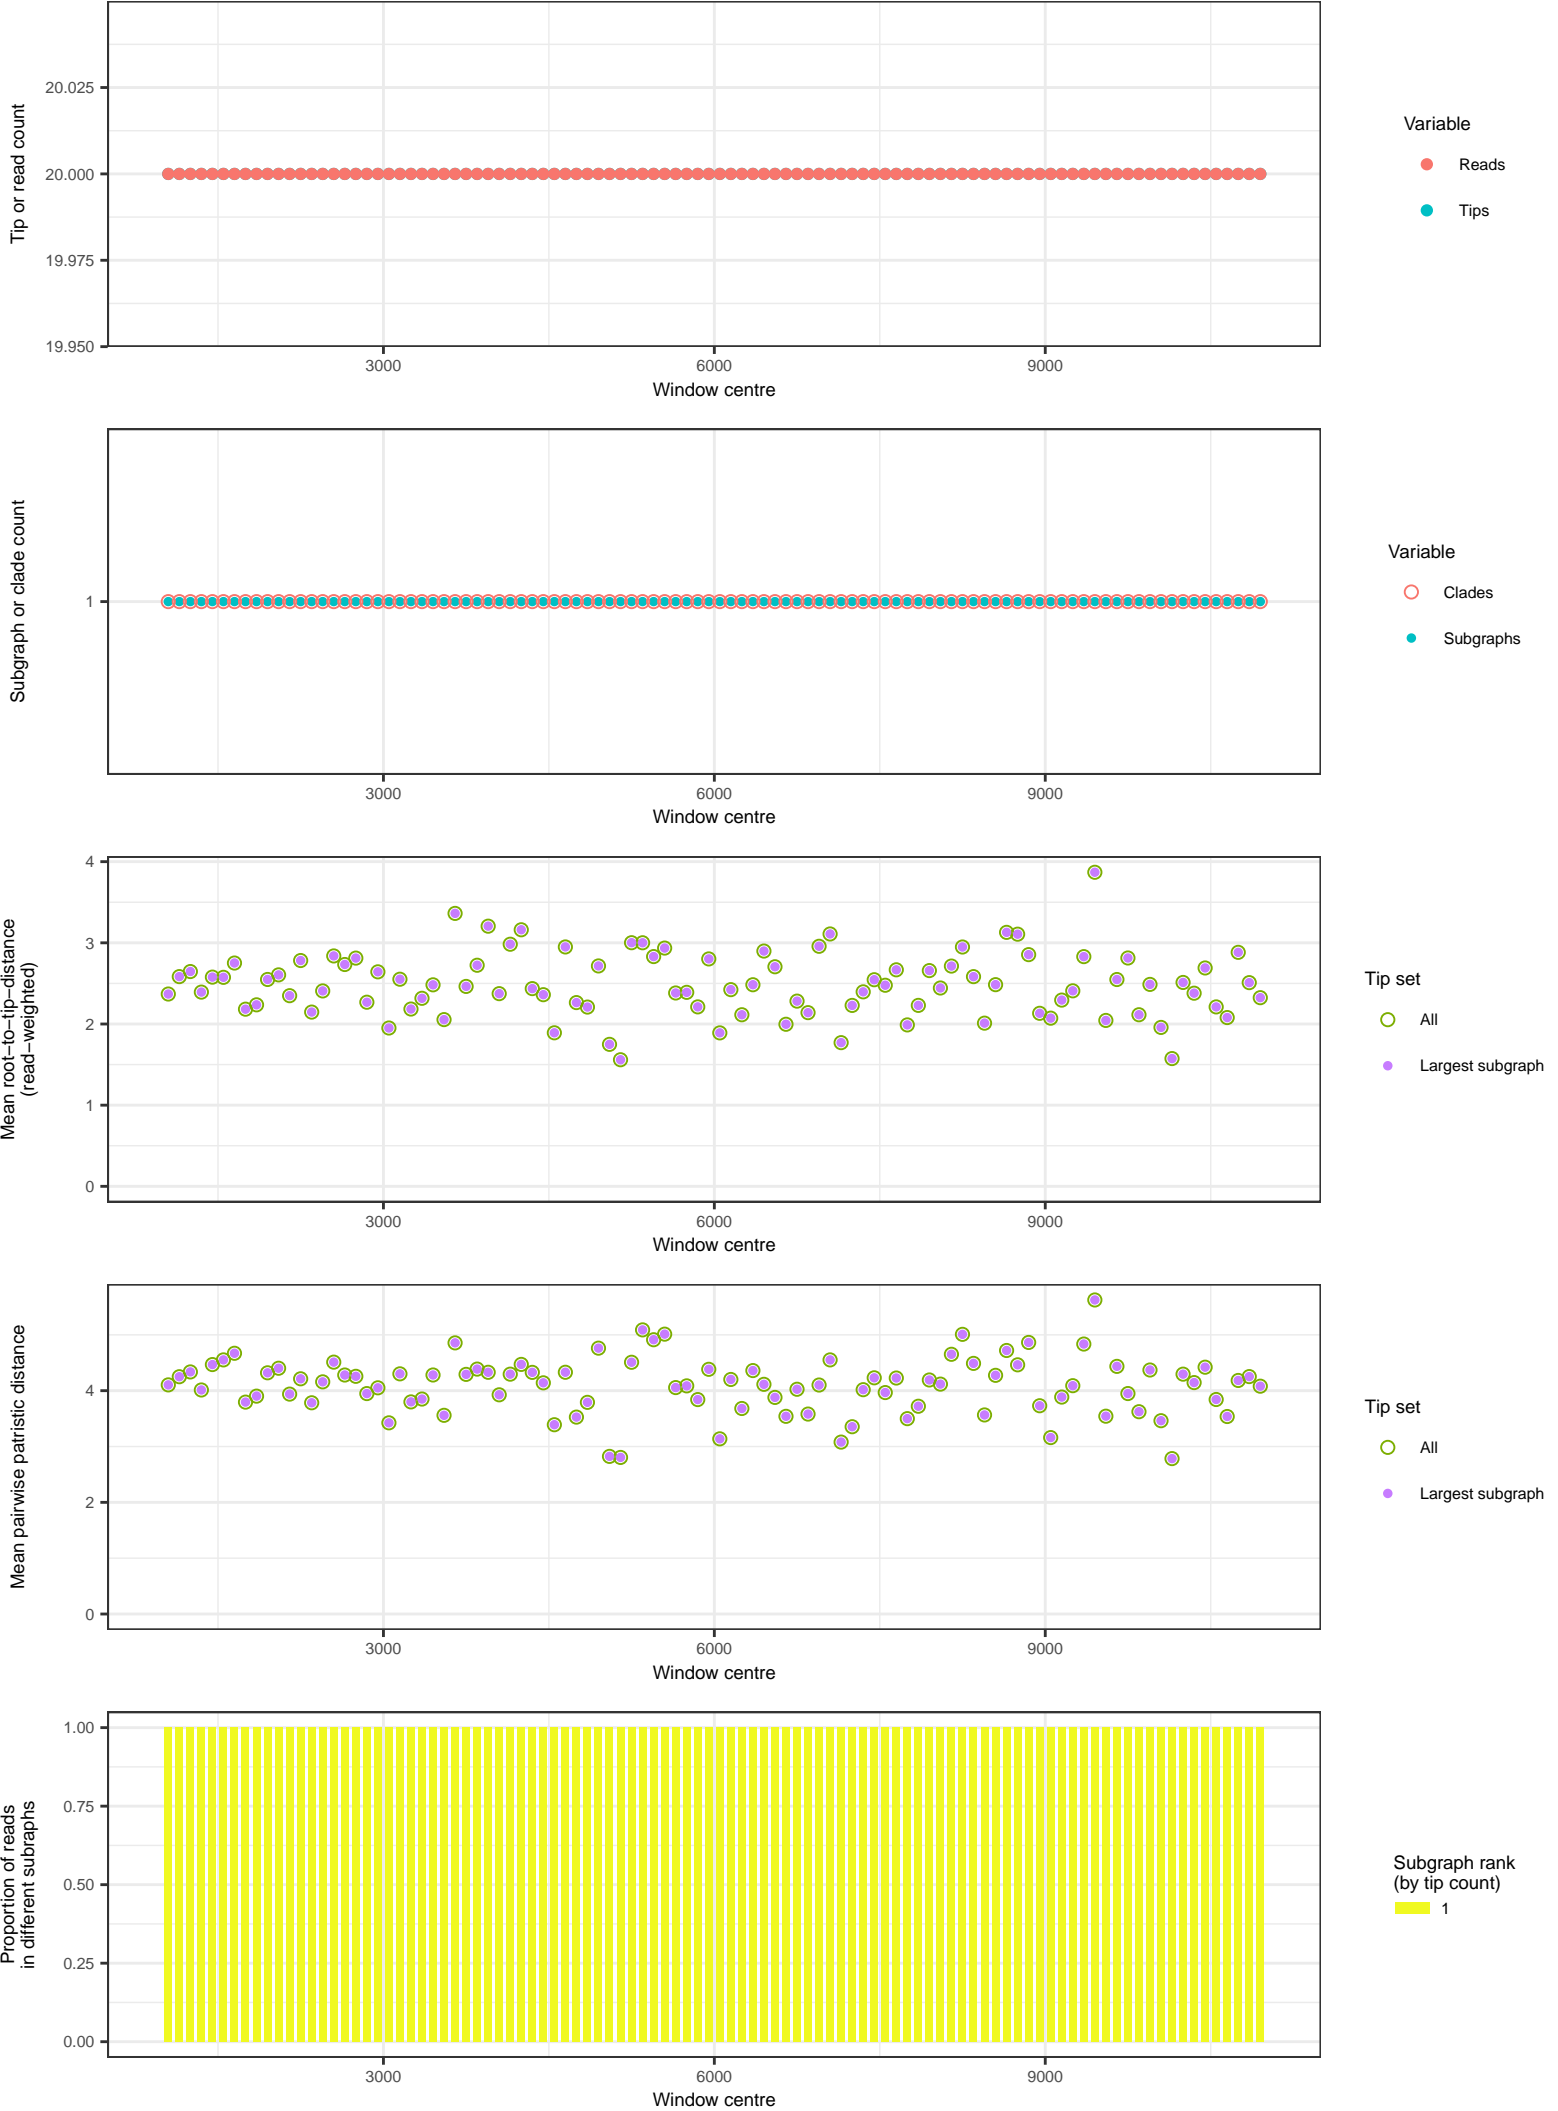 Tip or read count
20.025
20.000
19.975
19.950
3000
6000
9000
Window centre
Variable
Reads
Tips
Subgraph or clade count
1
3000
6000
9000
Window centre
Variable
Clades
Subgraphs
Mean root−to−tip−distance
(read−weighted)
4
3
2
1
0
3000
6000
9000
Window centre
Tip set
All
Largest subgraph
Mean pairwise patristic distance
4
2
0
3000
6000
9000
Window centre
Tip set
All
Largest subgraph
Proportion of reads
in different subraphs
1.00
0.75
0.50
0.25
0.00
3000
6000
9000
Window centre
Subgraph rank
(by tip count)
1